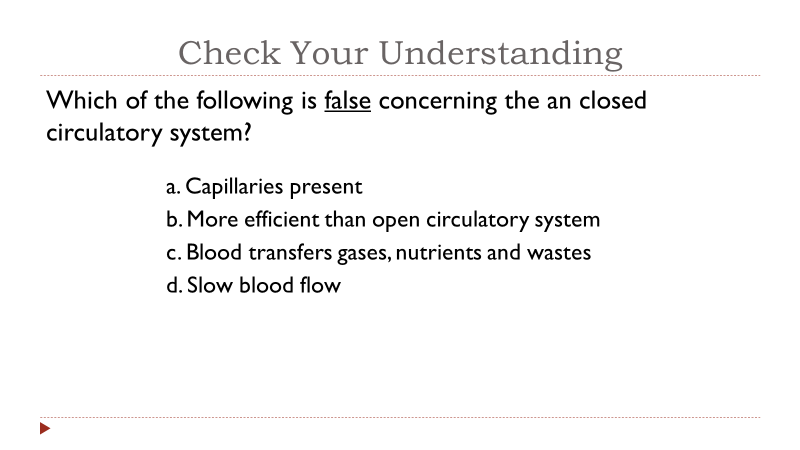 Check Your Understanding
Which of the following is false concerning the an closed
circulatory system?
a. Capillaries present
b. More efficient than open circulatory system
c. Blood transfers gases, nutrients and wastes
d. Slow blood flow